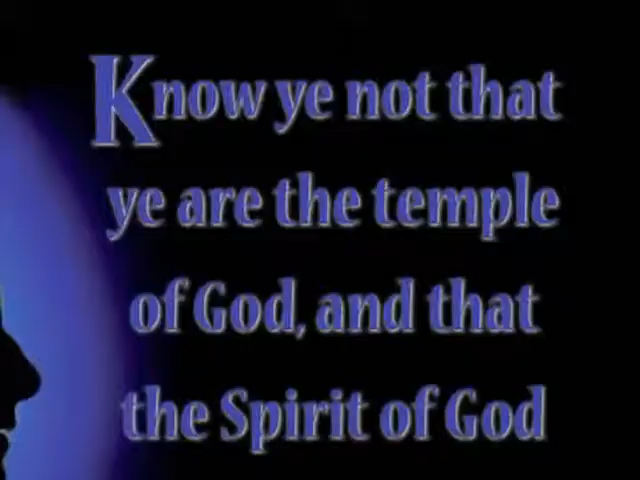 Know ye not that
ye are the temple
of God, and that
the Spirit of God